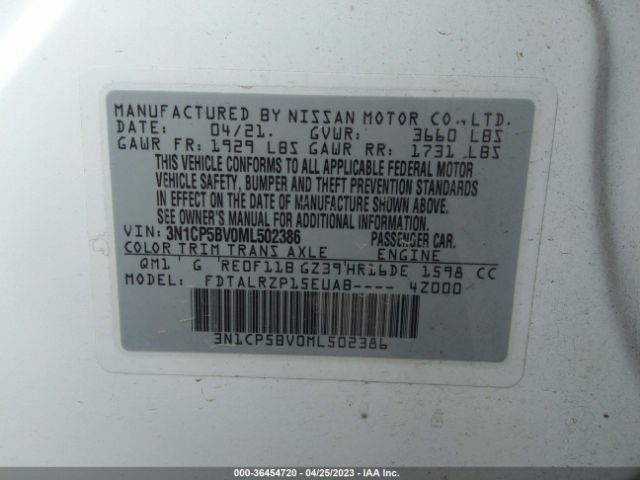 MANUFACTURED BY NISSAN MOTOR CO.,LTD.
DATE: 04/21. GVWR: 3660 LBS
GAWR FR: 1929 LBS GAWR RR: 1731 LBS
THIS VEHICLE CONFORMS TO ALL APPLICABLE FEDERAL MOTOR
VEHICLE SAFETY, BUMPER AND THEFT PREVENTION STANDARDS
IN EFFECT ON THE DATE OF MANUFACTURE SHOWN ABOVE.
SEE OWNER'S MANUAL FOR ADDITIONAL INFORMATION.
VIN: 3N1CP5BV0ML502386 PASSENGER CAR.
COLOR TRIM TRANS AXLE ENGINE
QM1 G RE0F11B GZ39 HR16DE 1598 CC
MODEL: FDTALRZP15EUAB---- 4Z000
3N1CP5BV0ML502386
000-36454720 - 04/25/2023 - IAA Inc.